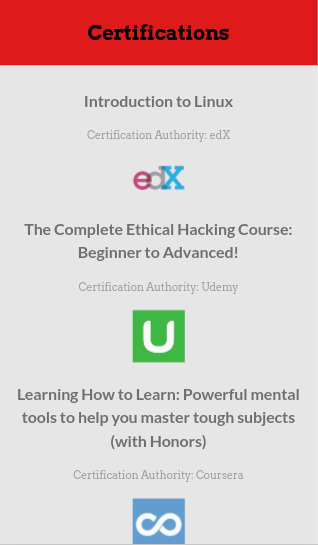 Certifications
Introduction to Linux
Certification Authority: edX
edX
The Complete Ethical Hacking Course:
Beginner to Advanced!
Certification Authority: Udemy
U
Learning How to Learn: Powerful mental
tools to help you master tough subjects
(with Honors)
Certification Authority: Coursera